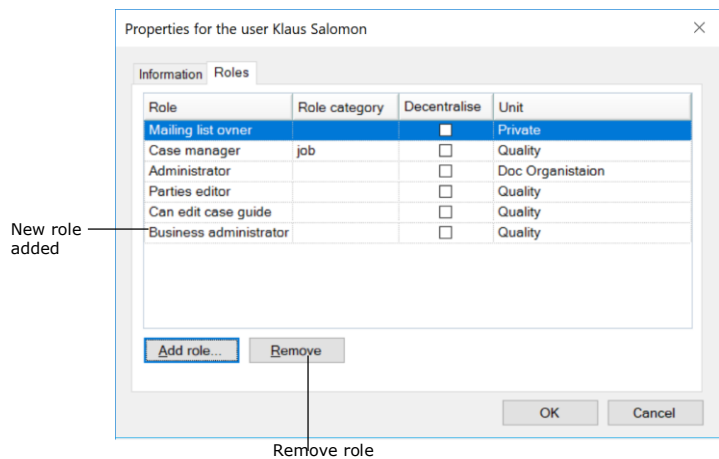 Properties for the user Klaus Salomon
Information Roles
Role Role category Decentralise Unit
Mailing list owner Private
Case manager job Quality
Administrator Doc Organistaion
Parties editor Quality
Can edit case guide Quality
Business administrator Quality
New role
added
Add role... Remove
OK Cancel
Remove role